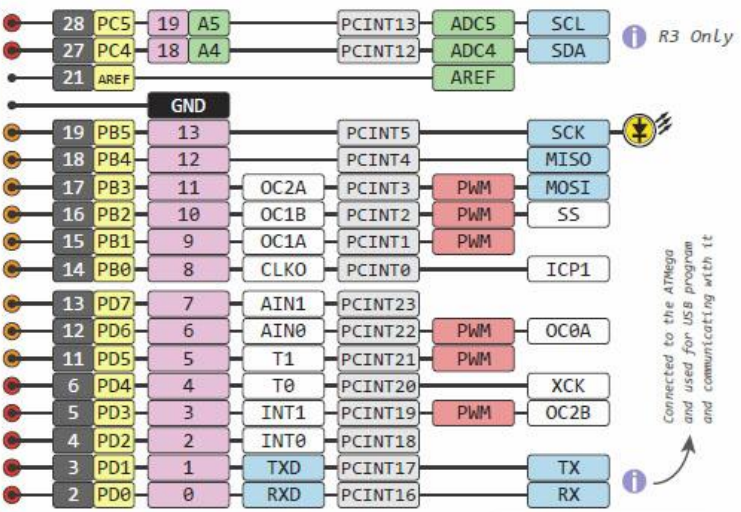 28 PC5 19 A5 PCINT13 ADC5 SCL
27 PC4 18 A4 PCINT12 ADC4 SDA
i R3 Only
21 AREF AREF
GND
19 PB5 13 PCINT5 SCK
18 PB4 12 PCINT4 MISO
17 PB3 11 OC2A PCINT3 PWM MOSI
16 PB2 10 OC1B PCINT2 PWM SS
15 PB1 9 OC1A PCINT1 PWM
14 PB0 8 CLKO PCINT0 ICP1
13 PD7 7 AIN1 PCINT23
12 PD6 6 AIN0 PCINT22 PWM OC0A
11 PD5 5 T1 PCINT21 PWM
6 PD4 4 T0 PCINT20 XCK
5 PD3 3 INT1 PCINT19 PWM OC2B
4 PD2 2 INT0 PCINT18
3 PD1 1 TXD PCINT17 TX
2 PD0 0 RXD PCINT16 RX
i
Connected to the ATMega
and used for USB program
and communicating with it